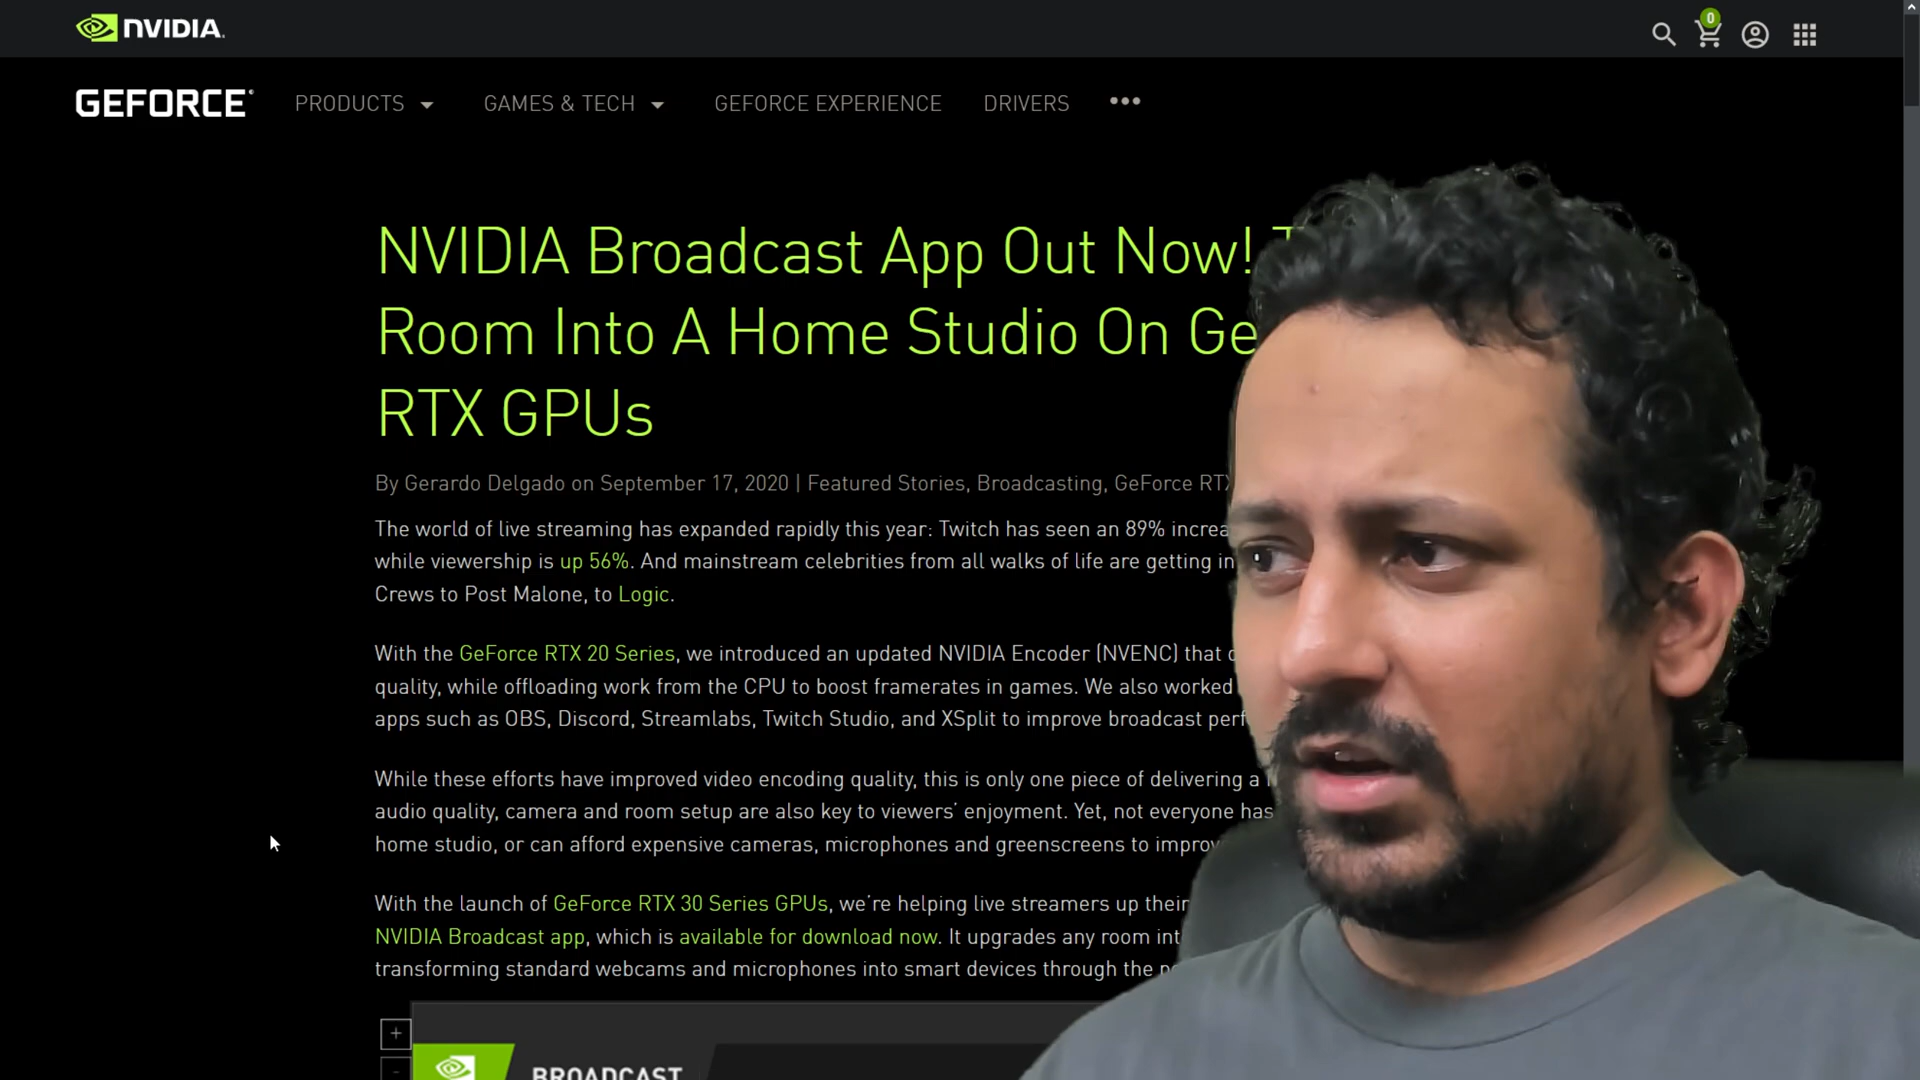 NVIDIA.
0
GEFORCE
PRODUCTS
GAMES & TECH
GEFORCE EXPERIENCE
DRIVERS
NVIDIA Broadcast App Out Now!
Room Into A Home Studio On Ge
RTX GPUs
By Gerardo Delgado on September 17, 2020 | Featured Stories, Broadcasting, GeForce RTX
The world of live streaming has expanded rapidly this year: Twitch has seen an 89% increa
while viewership is up 56%. And mainstream celebrities from all walks of life are getting in
Crews to Post Malone, to Logic.
With the GeForce RTX 20 Series, we introduced an updated NVIDIA Encoder (NVENC) that
quality, while offloading work from the CPU to boost framerates in games. We also worked
apps such as OBS, Discord, Streamlabs, Twitch Studio, and XSplit to improve broadcast perf
While these efforts have improved video encoding quality, this is only one piece of delivering a
audio quality, camera and room setup are also key to viewers' enjoyment. Yet, not everyone has
home studio, or can afford expensive cameras, microphones and greenscreens to improv
With the launch of GeForce RTX 30 Series GPUs, we're helping live streamers up their
NVIDIA Broadcast app, which is available for download now. It upgrades any room int
transforming standard webcams and microphones into smart devices through the
BROADCAST